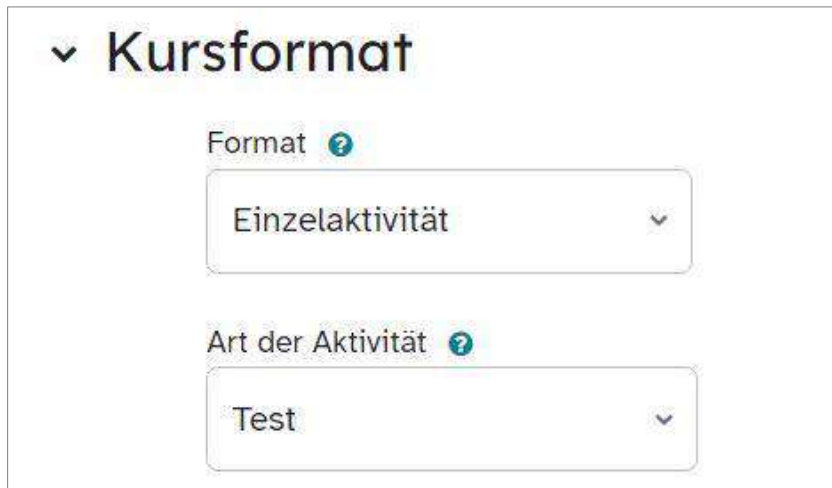 Kursformat
Format
Einzelaktivität
Art der Aktivität
Test